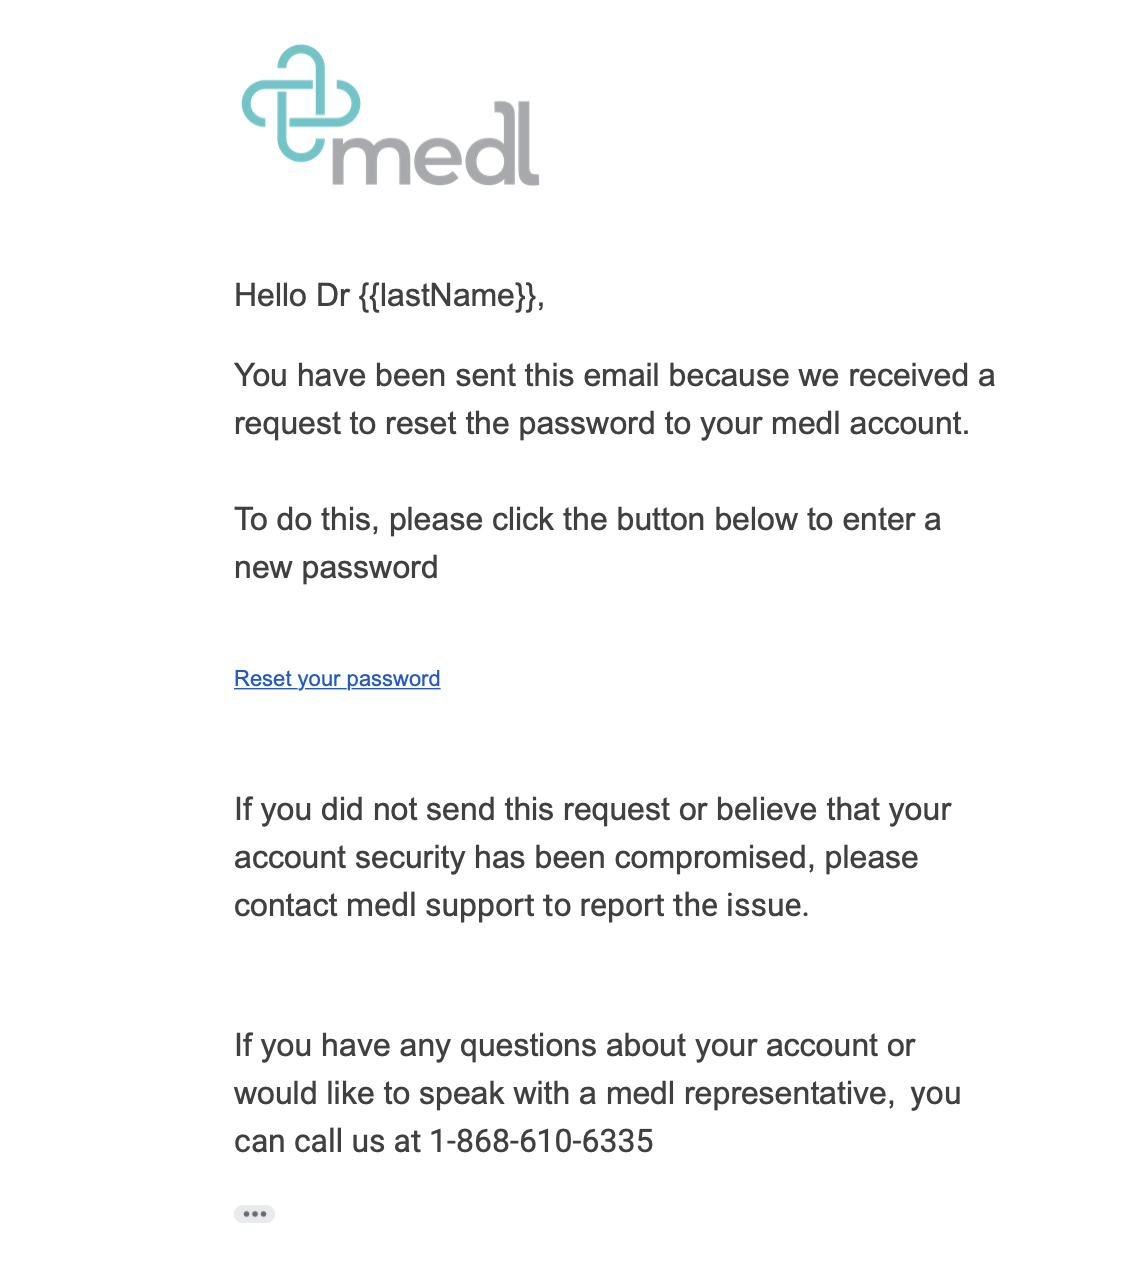 medl
Hello Dr {{lastName}},
You have been sent this email because we received a
request to reset the password to your medl account.
To do this, please click the button below to enter a
new password
Reset your password
If you did not send this request or believe that your
account security has been compromised, please
contact medl support to report the issue.
If you have any questions about your account or
would like to speak with a medl representative,  you
can call us at 1-868-610-6335